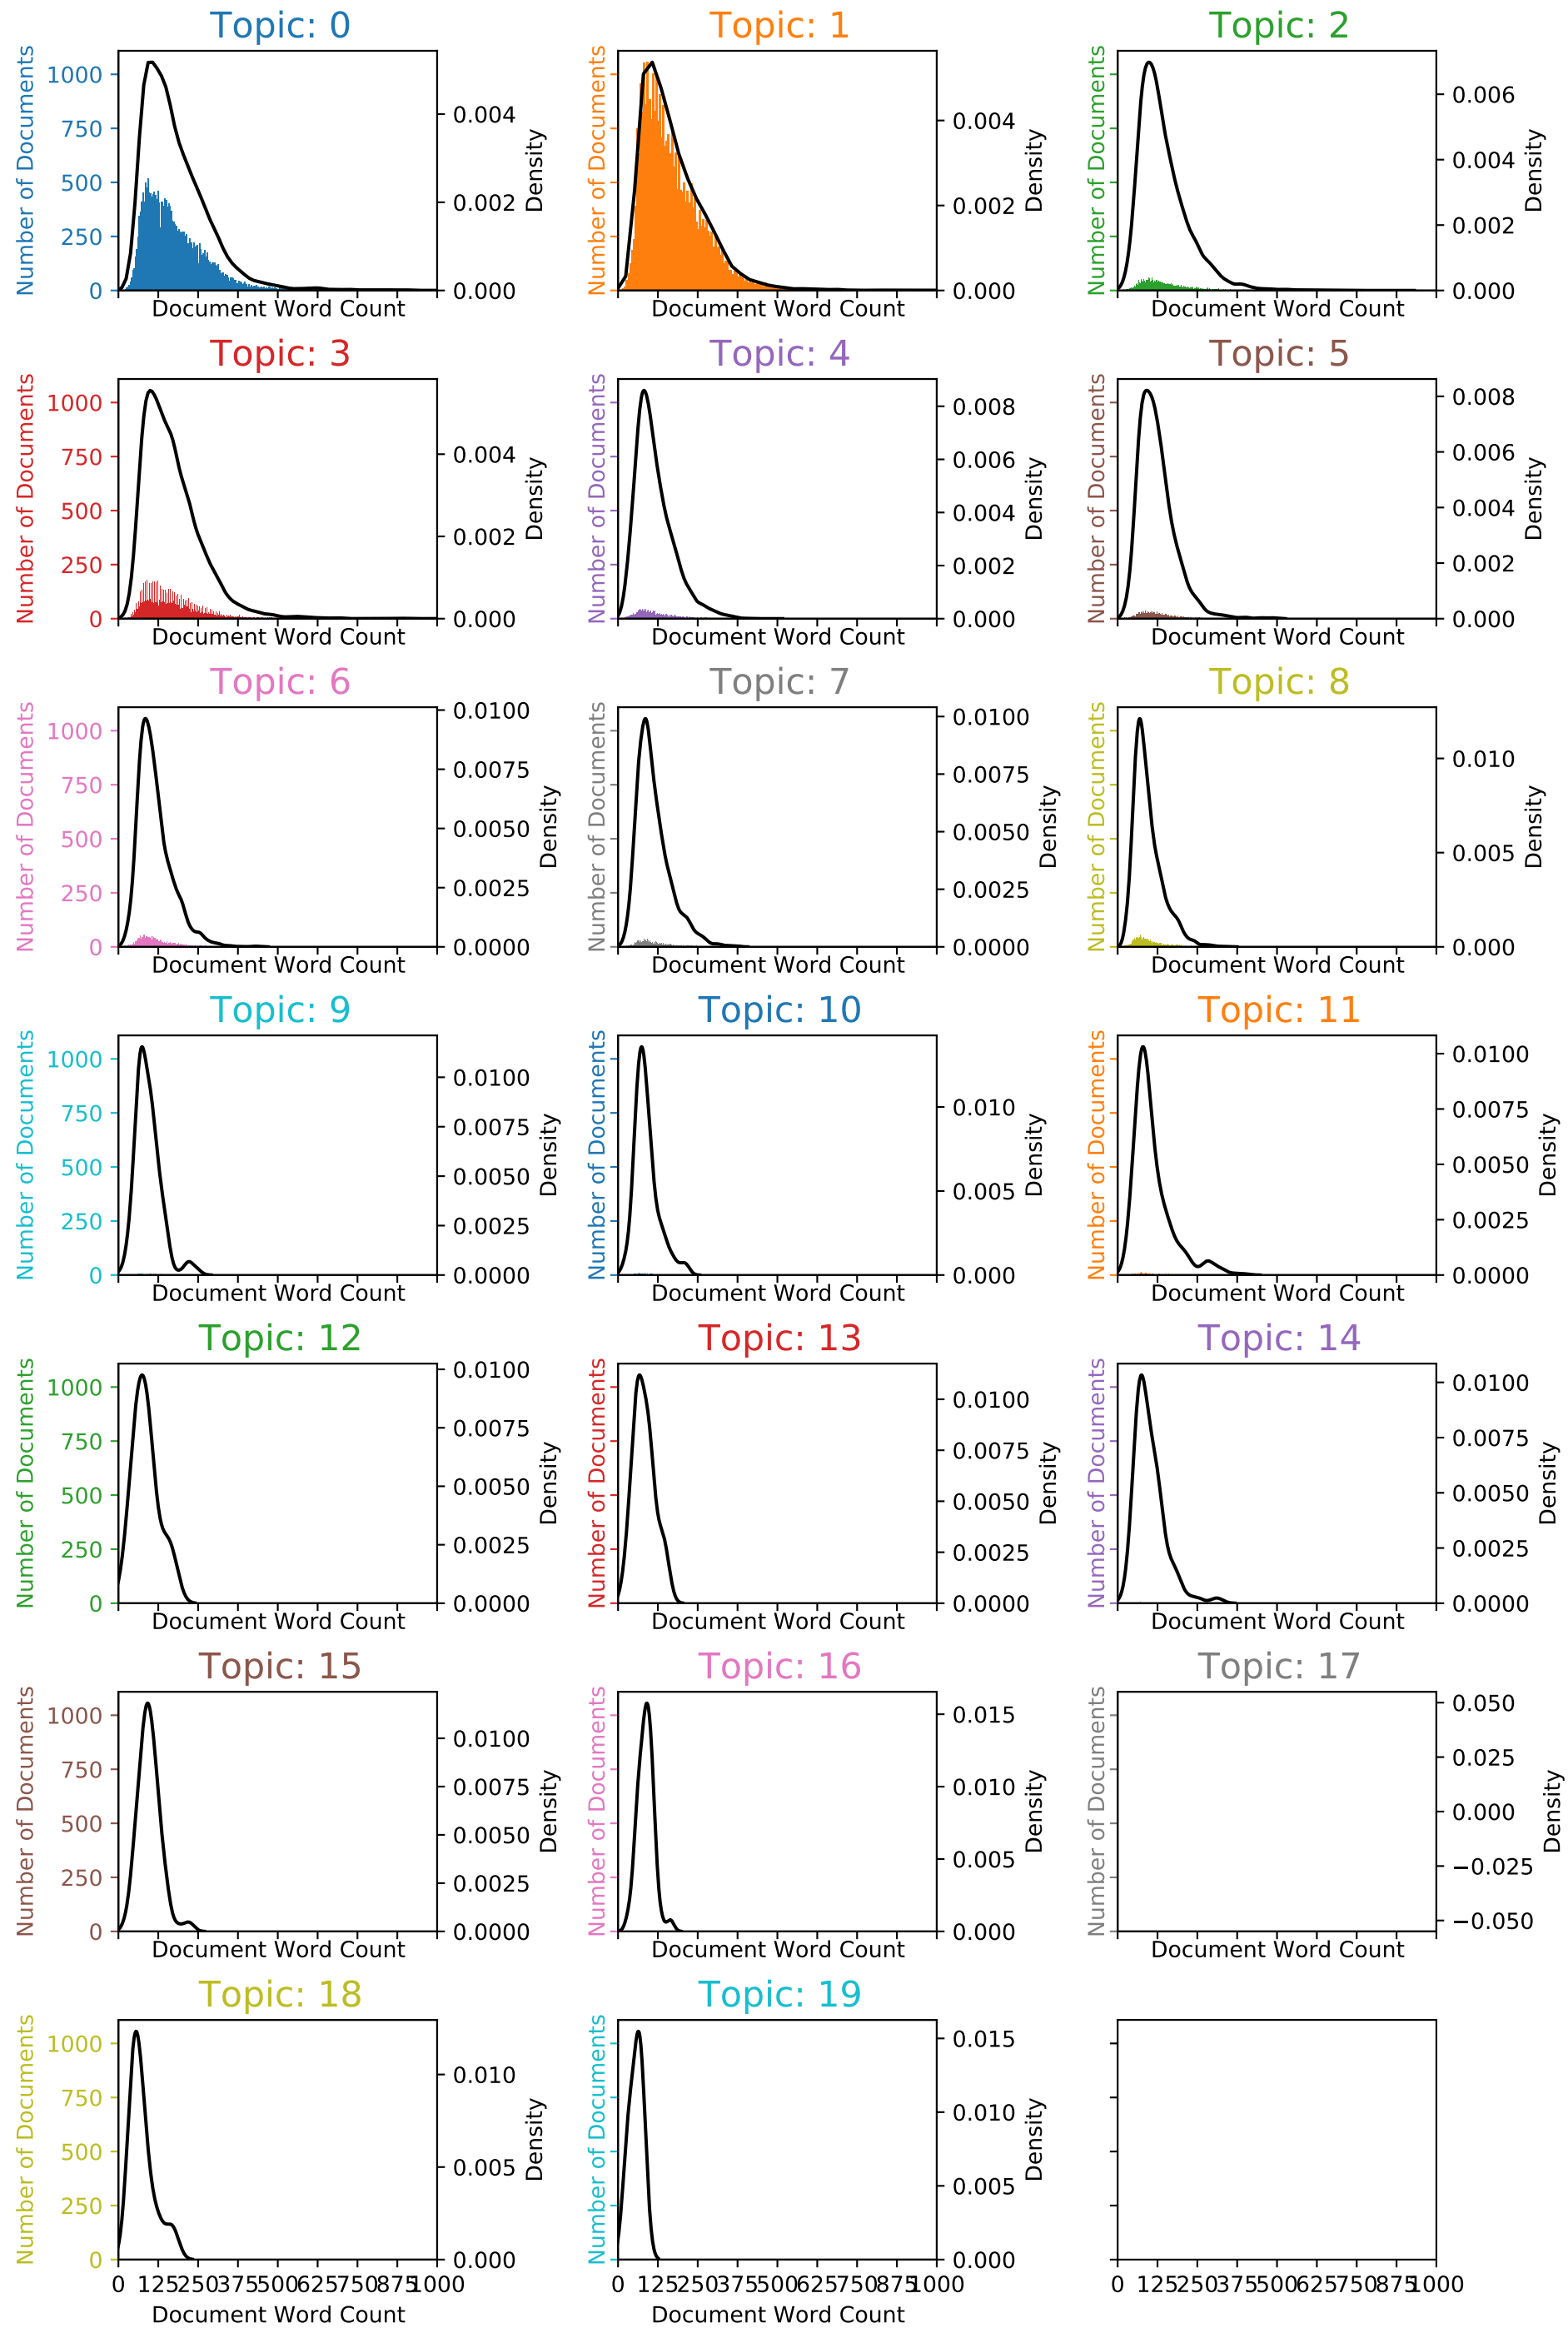 Topic: 0
Number of Documents
1000
750
500
250
0
0.004
0.002
0.000
Density
Document Word Count
Topic: 1
Number of Documents
0.004
0.002
0.000
Density
Document Word Count
Topic: 2
Number of Documents
0.006
0.004
0.002
0.000
Density
Document Word Count
Topic: 3
Number of Documents
1000
750
500
250
0
0.004
0.002
0.000
Density
Document Word Count
Topic: 4
Number of Documents
0.008
0.006
0.004
0.002
0.000
Density
Document Word Count
Topic: 5
Number of Documents
0.008
0.006
0.004
0.002
0.000
Density
Document Word Count
Topic: 6
Number of Documents
1000
750
500
250
0
0.0100
0.0075
0.0050
0.0025
0.0000
Density
Document Word Count
Topic: 7
Number of Documents
0.0100
0.0075
0.0050
0.0025
0.0000
Density
Document Word Count
Topic: 8
Number of Documents
0.010
0.005
0.000
Density
Document Word Count
Topic: 9
Number of Documents
1000
750
500
250
0
0.0100
0.0075
0.0050
0.0025
0.0000
Density
Document Word Count
Topic: 10
Number of Documents
0.010
0.005
0.000
Density
Document Word Count
Topic: 11
Number of Documents
0.0100
0.0075
0.0050
0.0025
0.0000
Density
Document Word Count
Topic: 12
Number of Documents
1000
750
500
250
0
0.0100
0.0075
0.0050
0.0025
0.0000
Density
Document Word Count
Topic: 13
Number of Documents
0.0100
0.0075
0.0050
0.0025
0.0000
Density
Document Word Count
Topic: 14
Number of Documents
0.0100
0.0075
0.0050
0.0025
0.0000
Density
Document Word Count
Topic: 15
Number of Documents
1000
750
500
250
0
0.0100
0.0075
0.0050
0.0025
0.0000
Density
Document Word Count
Topic: 16
Number of Documents
0.015
0.010
0.005
0.000
Density
Document Word Count
Topic: 17
Number of Documents
0.050
0.025
0.000
−0.025
−0.050
Density
Document Word Count
Topic: 18
Number of Documents
1000
750
500
250
0
0.010
0.005
0.000
Density
0 125 250 375 500 625 750 875 1000
Document Word Count
Topic: 19
Number of Documents
0.015
0.010
0.005
0.000
Density
0 125 250 375 500 625 750 875 1000
Document Word Count
0 125 250 375 500 625 750 875 1000